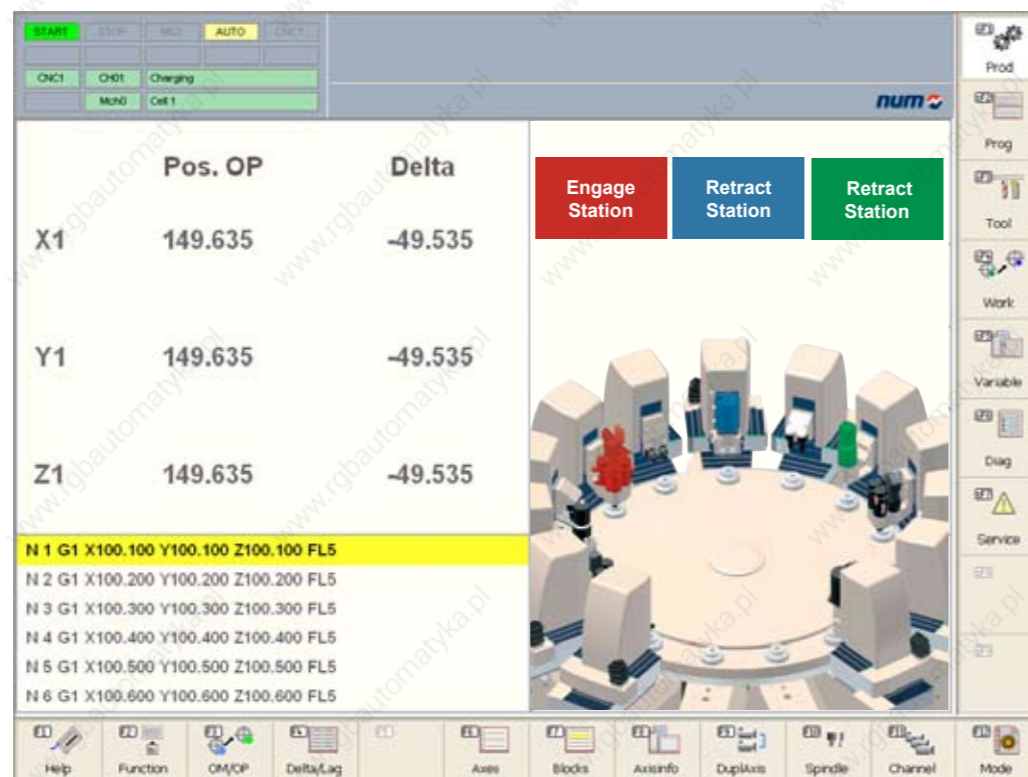 START STOP MDI AUTO CNC1
CNC1 CH01 Charging
Mch0 Cell 1
num
Pos. OP Delta
X1 149.635 -49.535
Y1 149.635 -49.535
Z1 149.635 -49.535
N 1 G1 X100.100 Y100.100 Z100.100 FL5
N 2 G1 X100.200 Y100.200 Z100.200 FL5
N 3 G1 X100.300 Y100.300 Z100.300 FL5
N 4 G1 X100.400 Y100.400 Z100.400 FL5
N 5 G1 X100.500 Y100.500 Z100.500 FL5
N 6 G1 X100.600 Y100.600 Z100.600 FL5
Engage
Station
Retract
Station
Retract
Station
Prod
Prog
Tool
Work
Variable
Diag
Service
Help Function OM/OP Delta/Lag Axes Blocks Axisinfo DuplAxis Spindle Channel Mode
www.rgbautomatyka.pl